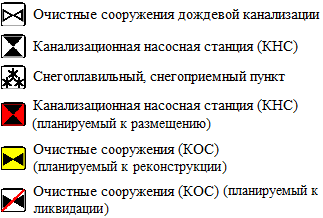 Очистные сооружения дождевой канализации
Канализационная насосная станция (КНС)
Снегоплавильный, снегоприемный пункт
Канализационная насосная станция (КНС)
(планируемый к размещению)
Очистные сооружения (КОС)
(планируемый к реконструкции)
Очистные сооружения (КОС) (планируемый к
ликвидации)